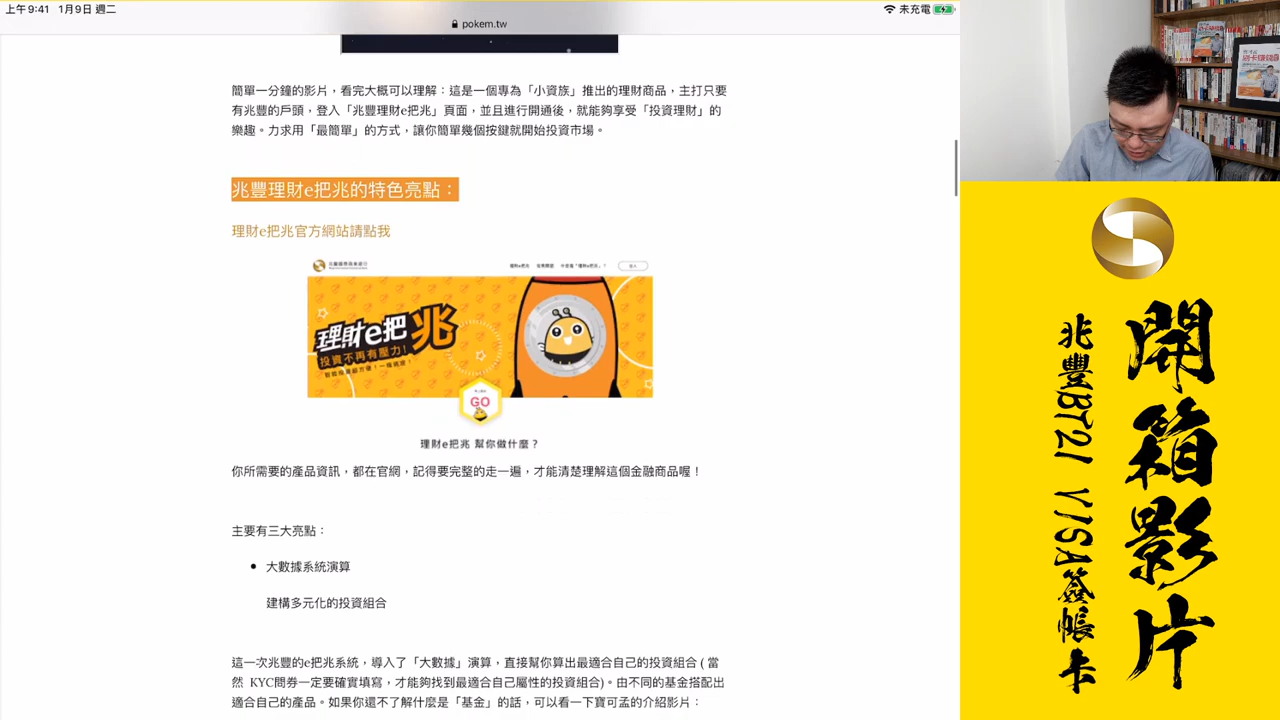 上午9:41 1月9日 週二
未充電
pokem.tw
簡單一分鐘的影片，看完大概可以理解：這是一個專為「小資族」推出的理財商品，主打只要
有兆豐的戶頭，登入「兆豐理財e把兆」頁面，並且進行開通後，就能夠享受「投資理財」的
樂趣。力求用「最簡單」的方式，讓你簡單幾個按鍵就開始投資市場。
兆豐理財e把兆的特色亮點：
理財e把兆官方網站請點我
理財e把兆
投資不再有壓力！
GO
理財e把兆 幫你做什麼？
你所需要的產品資訊，都在官網，記得要完整的走一遍，才能清楚理解這個金融商品喔！
主要有三大亮點：
• 大數據系統演算
建構多元化的投資組合
這一次兆豐的e把兆系統，導入了「大數據」演算，直接幫你算出最適合自己的投資組合 ( 當
然 KYC問券一定要確實填寫，才能夠找到最適合自己屬性的投資組合)。由不同的基金搭配出
適合自己的產品。如果你還不了解什麼是「基金」的話，可以看一下寶可孟的介紹影片：
開箱影片
兆豐BT21 VISA簽帳卡